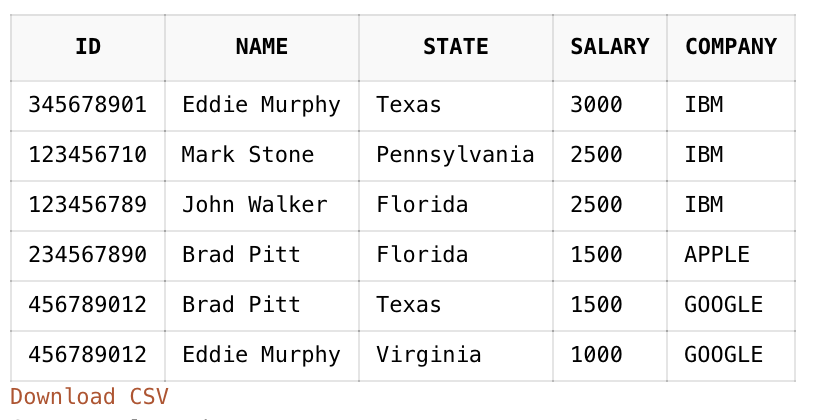 ID NAME STATE SALARY COMPANY
345678901 Eddie Murphy Texas 3000 IBM
123456710 Mark Stone Pennsylvania 2500 IBM
123456789 John Walker Florida 2500 IBM
234567890 Brad Pitt Florida 1500 APPLE
456789012 Brad Pitt Texas 1500 GOOGLE
456789012 Eddie Murphy Virginia 1000 GOOGLE
Download CSV